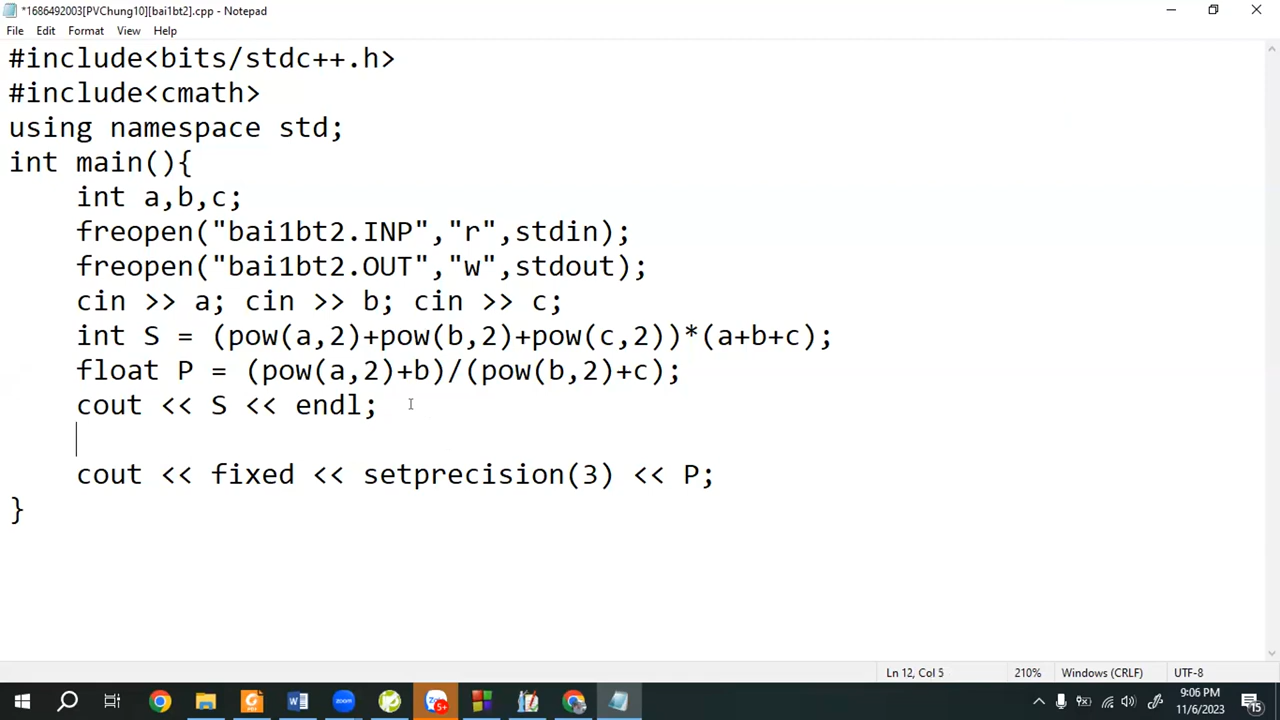 *1686492003[PVChung10][bai1bt2].cpp - Notepad
File Edit Format View Help
#include<bits/stdc++.h>
#include<cmath>
using namespace std;
int main(){
    int a,b,c;
    freopen("bai1bt2.INP","r",stdin);
    freopen("bai1bt2.OUT","w",stdout);
    cin >> a; cin >> b; cin >> c;
    int S = (pow(a,2)+pow(b,2)+pow(c,2))*(a+b+c);
    float P = (pow(a,2)+b)/(pow(b,2)+c);
    cout << S << endl;
    cout << fixed << setprecision(3) << P;
}
Ln 12, Col 5 210% Windows (CRLF) UTF-8
zoom 5+ 9:06 PM
11/6/2023 15